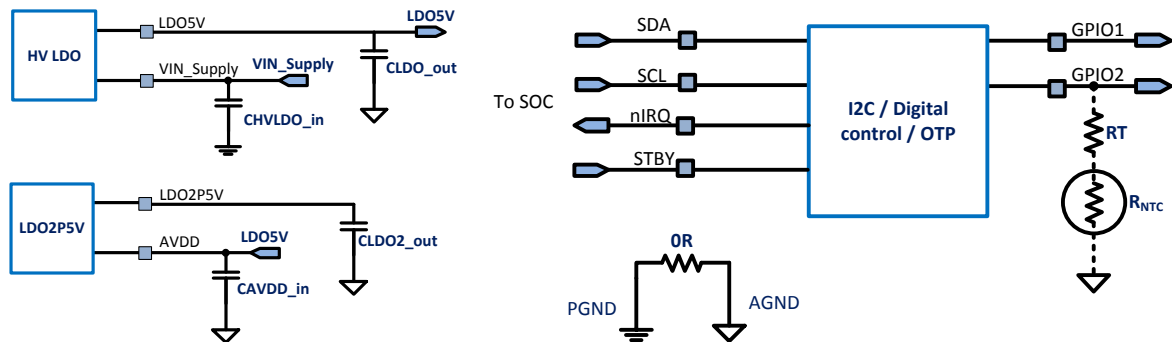 LDO5V
LDO5V
HV LDO
CLDO_out
VIN_Supply
VIN_Supply
CHVLDO_in
LDO2P5V
LDO2P5V
CLDO2_out
AVDD
LDO5V
CAVDD_in
To SOC
SDA
SCL
nIRQ
STBY
I2C / Digital
control / OTP
GPIO1
GPIO2
RT
RNTC
0R
PGND
AGND